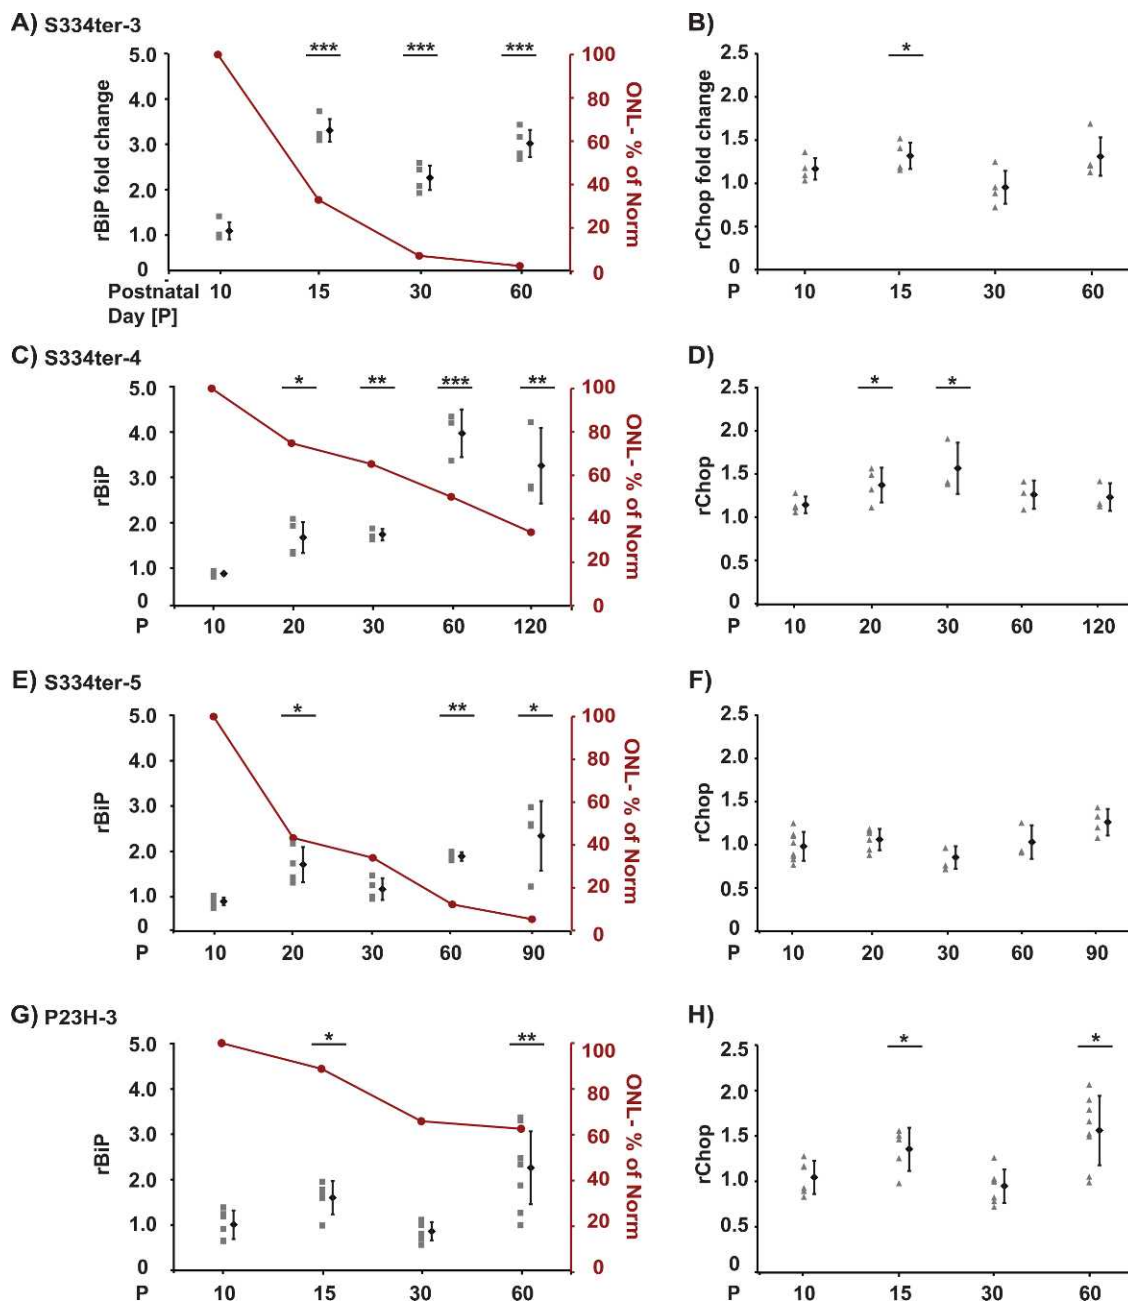 A) S334ter-3
B)
*** *** ***
*
5.0 4.0 3.0 2.0 1.0 0
rBiP fold change
100 80 60 40 20 0
ONL- % of Norm
2.5 2.0 1.5 1.0 0.5 0
rChop fold change
Postnatal
Day [P]
10 15 30 60
P 10 15 30 60
C) S334ter-4
D)
* ** *** **
* *
5.0 4.0 3.0 2.0 1.0 0
rBiP
100 80 60 40 20 0
ONL- % of Norm
2.5 2.0 1.5 1.0 0.5 0
rChop
P 10 20 30 60 120
P 10 20 30 60 120
E) S334ter-5
F)
* ** *
5.0 4.0 3.0 2.0 1.0 0
rBiP
100 80 60 40 20 0
ONL- % of Norm
2.5 2.0 1.5 1.0 0.5 0
rChop
P 10 20 30 60 90
P 10 20 30 60 90
G) P23H-3
H)
* **
* *
5.0 4.0 3.0 2.0 1.0 0
rBiP
100 80 60 40 20 0
ONL- % of Norm
2.5 2.0 1.5 1.0 0.5 0
rChop
P 10 15 30 60
P 10 15 30 60